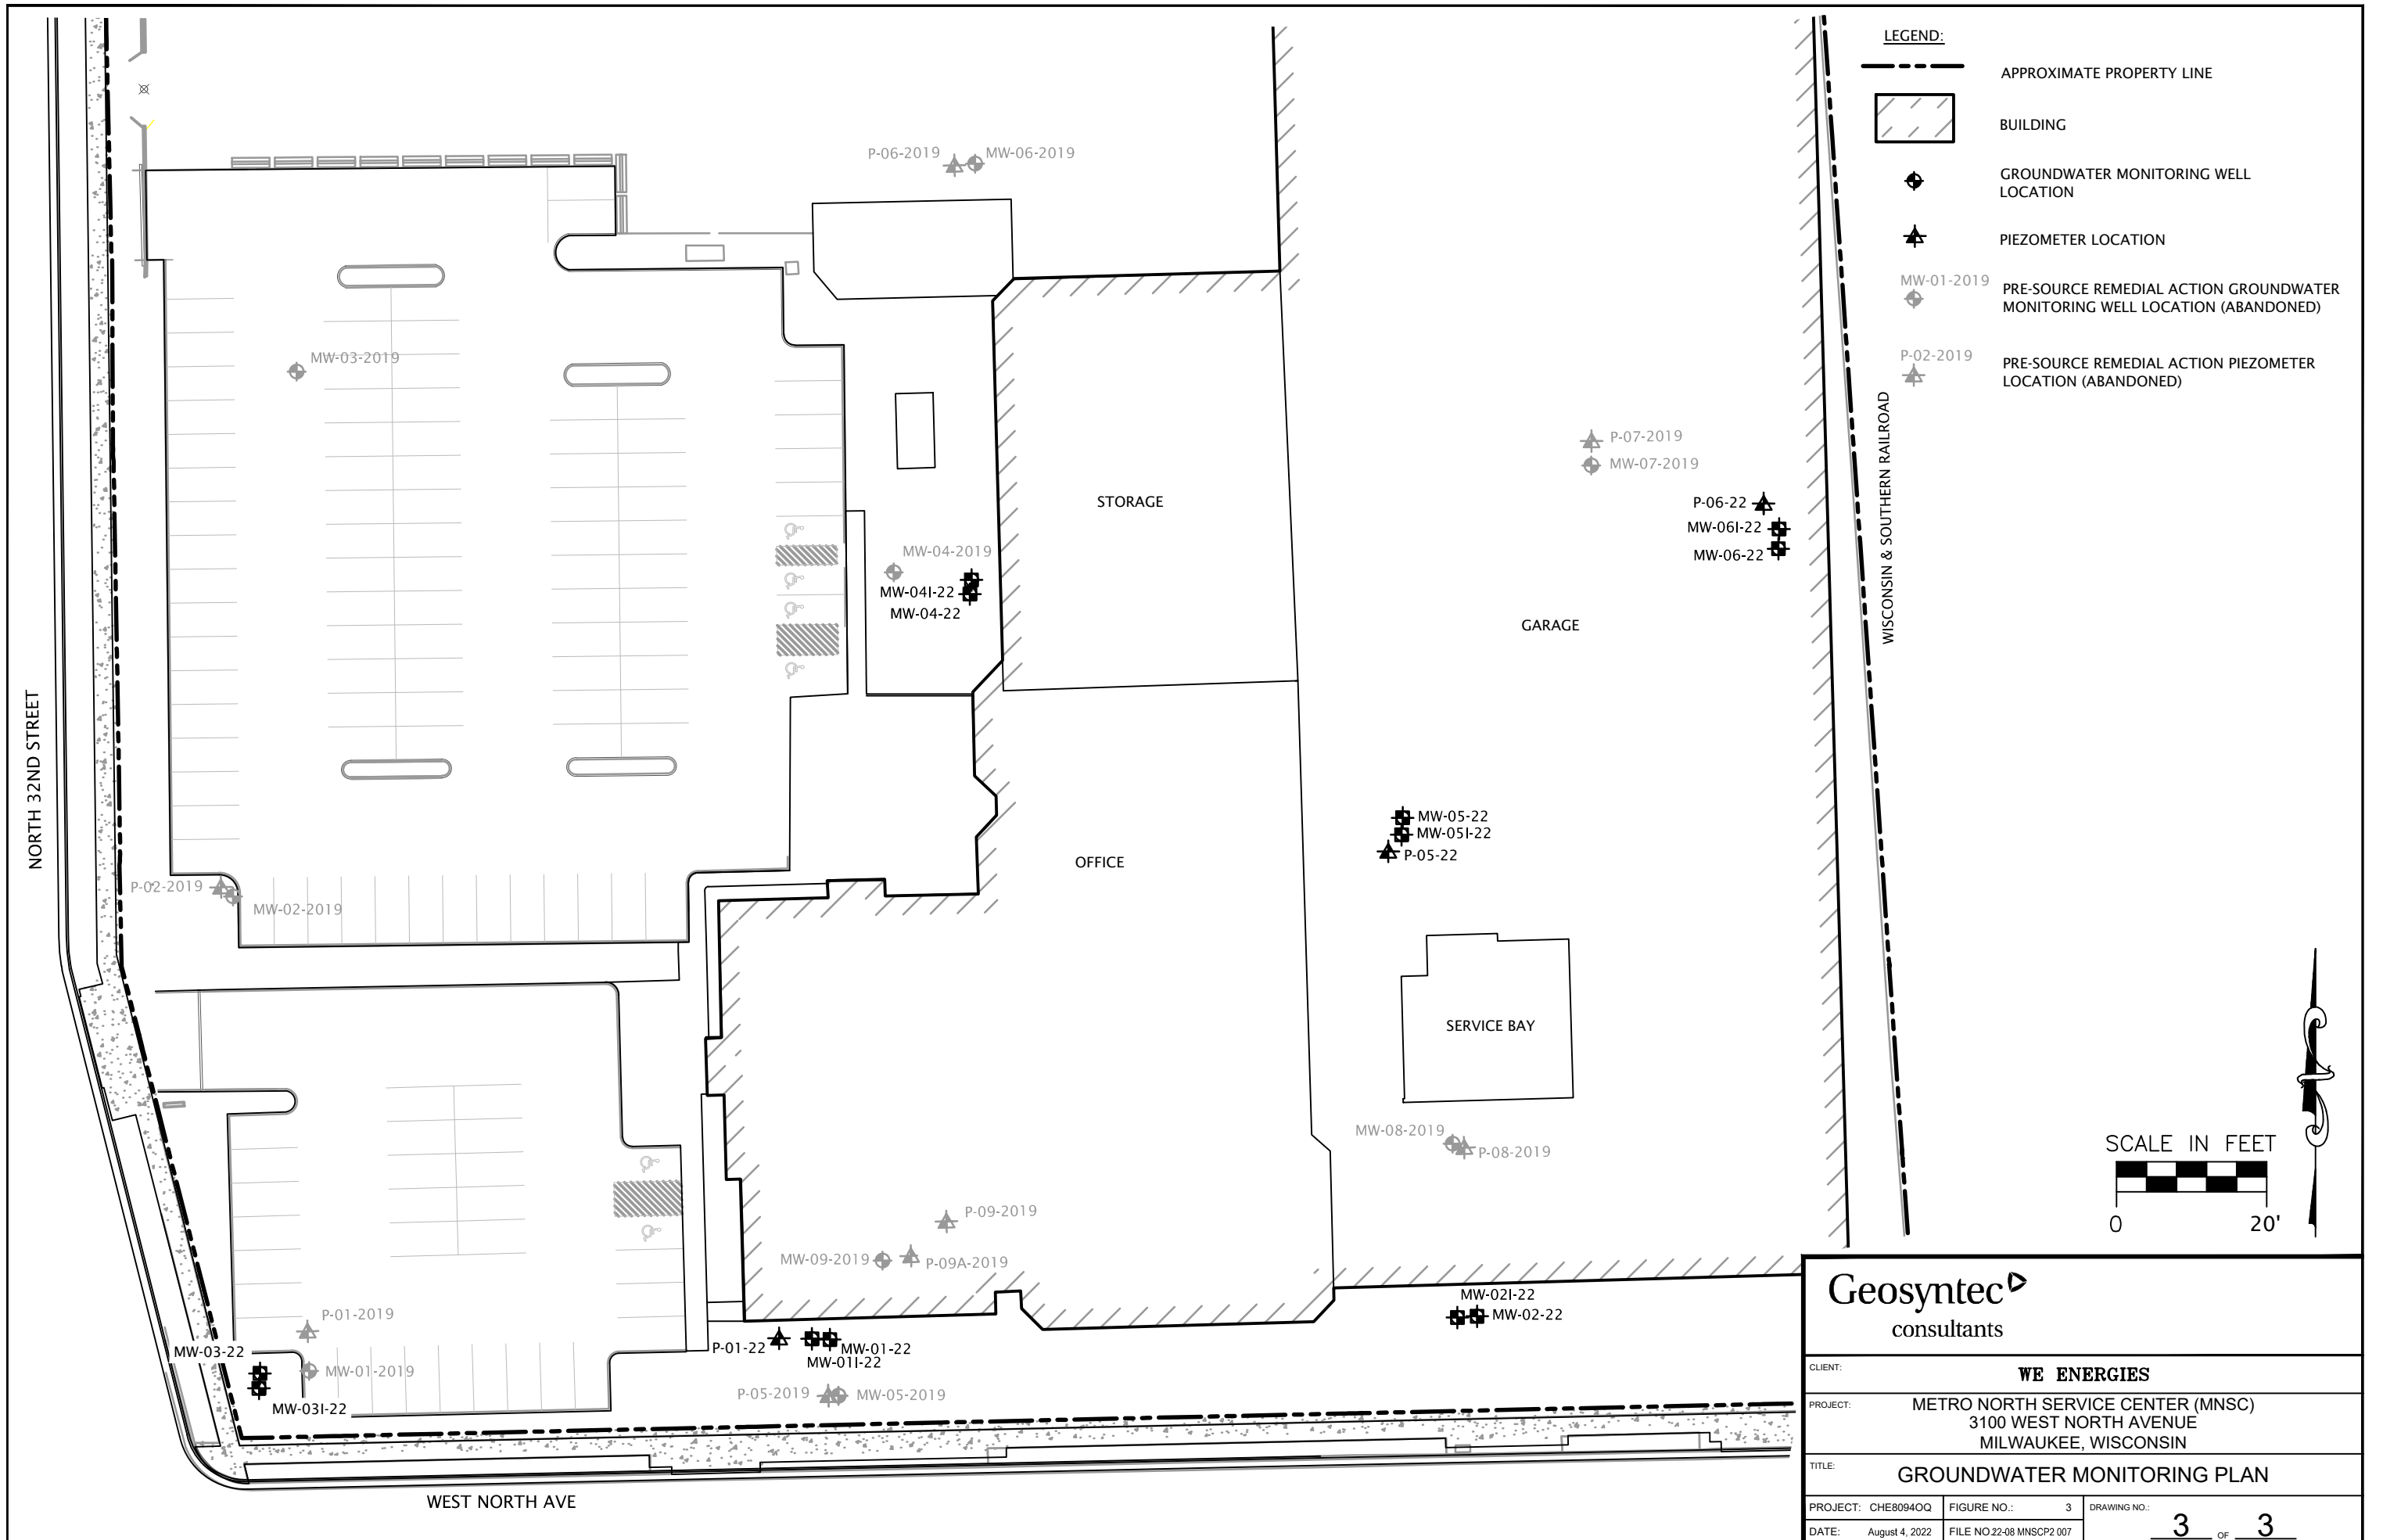 LEGEND:
APPROXIMATE PROPERTY LINE
BUILDING
GROUNDWATER MONITORING WELL
LOCATION
PIEZOMETER LOCATION
MW-01-2019
PRE-SOURCE REMEDIAL ACTION GROUNDWATER
MONITORING WELL LOCATION (ABANDONED)
P-02-2019
PRE-SOURCE REMEDIAL ACTION PIEZOMETER
LOCATION (ABANDONED)
P-06-2019
MW-06-2019
MW-03-2019
P-07-2019
MW-07-2019
STORAGE
P-06-22
MW-06I-22
MW-06-22
MW-04-2019
MW-04I-22
MW-04-22
GARAGE
WISCONSIN & SOUTHERN RAILROAD
NORTH 32ND STREET
MW-05-22
MW-05I-22
P-05-22
OFFICE
P-02-2019
MW-02-2019
SERVICE BAY
MW-08-2019
P-08-2019
P-09-2019
MW-09-2019
P-09A-2019
P-01-2019
MW-03-22
MW-01-2019
MW-03I-22
P-01-22
MW-01-22
MW-01I-22
P-05-2019
MW-05-2019
MW-02I-22
MW-02-22
WEST NORTH AVE
SCALE IN FEET
0 20'
Geosyntec
consultants
CLIENT: WE ENERGIES
PROJECT: METRO NORTH SERVICE CENTER (MNSC)
3100 WEST NORTH AVENUE
MILWAUKEE, WISCONSIN
TITLE: GROUNDWATER MONITORING PLAN
PROJECT: CHE8094OQ FIGURE NO.: 3 DRAWING NO.:
DATE: August 4, 2022 FILE NO.22-08 MNSCP2 007 3 OF 3